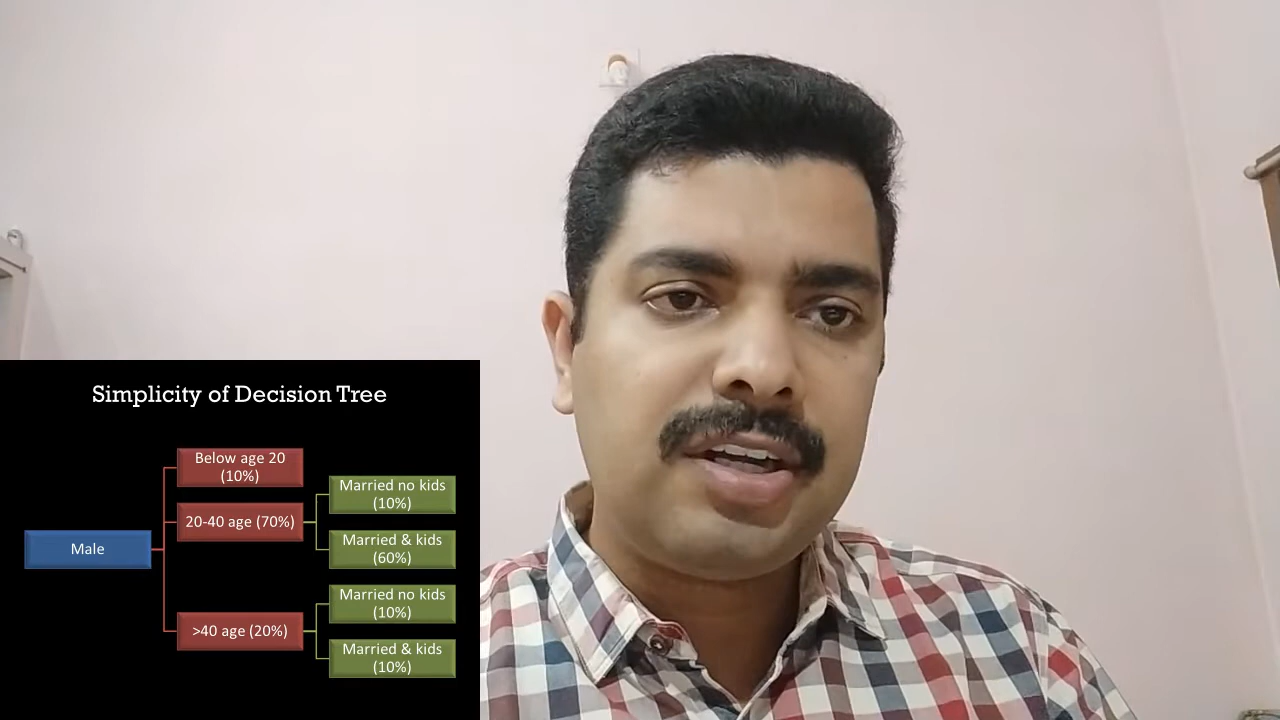 Simplicity of Decision Tree
Below age 20
(10%)
Married no kids
(10%)
20-40 age (70%)
Male
Married & kids
(60%)
Married no kids
(10%)
>40 age (20%)
Married & kids
(10%)